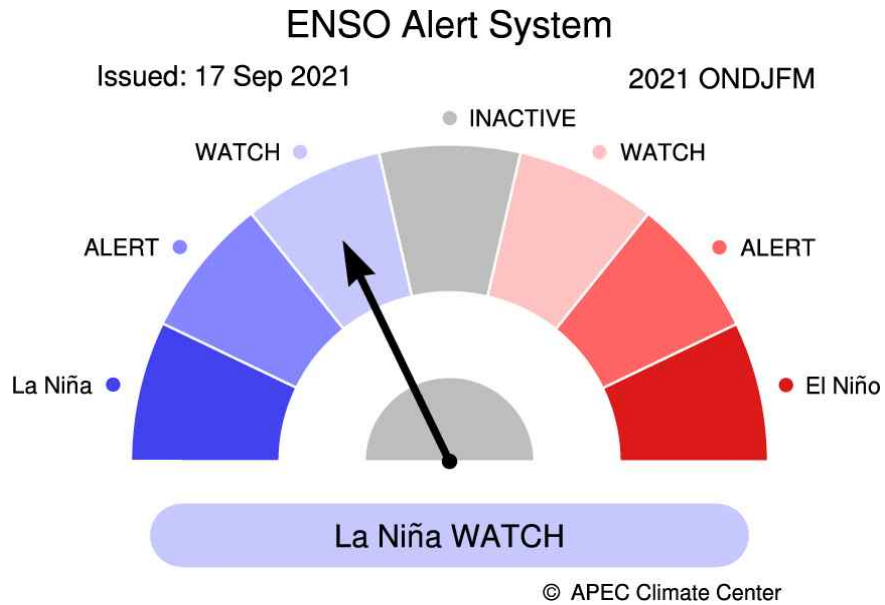 ENSO Alert System
Issued: 17 Sep 2021
2021 ONDJFM
INACTIVE
WATCH
WATCH
ALERT
ALERT
La Niña
El Niño
La Niña WATCH
© APEC Climate Center